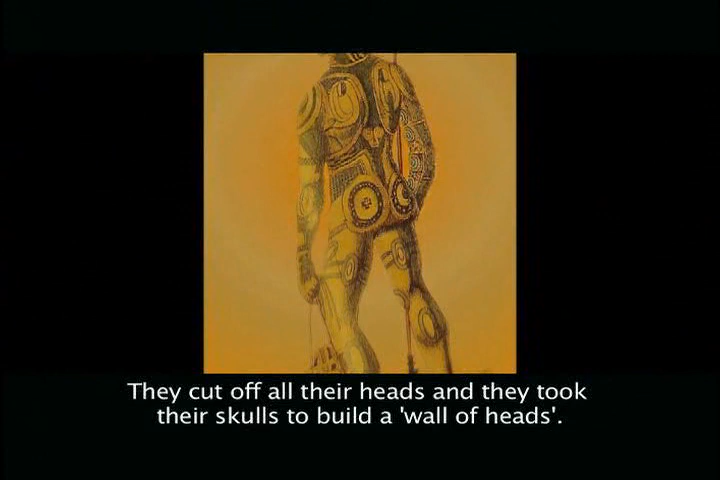 They cut off all their heads and they took
their skulls to build a 'wall of heads'.